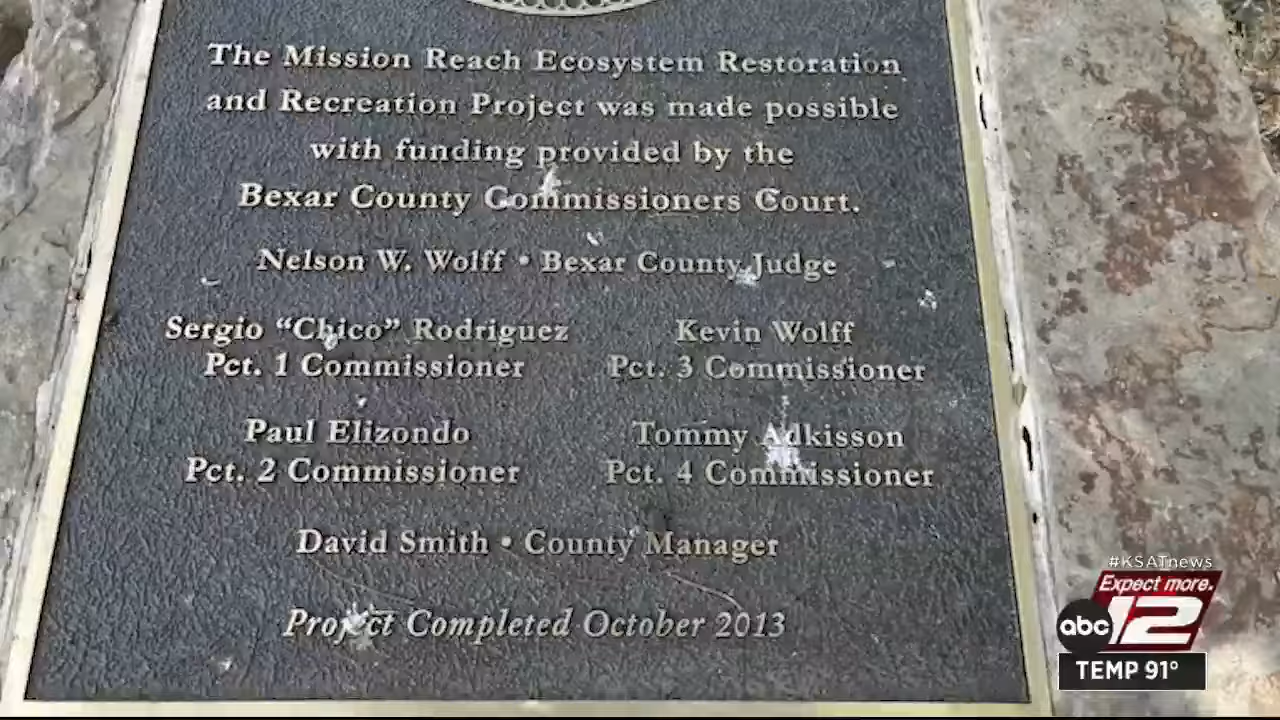 The Mission Reach Ecosystem Restoration
and Recreation Project was made possible
with funding provided by the
Bexar County Commissioners Court.
Nelson W. Wolff • Bexar County Judge
Sergio “Chico” Rodriguez
Pct. 1 Commissioner
Kevin Wolff
Pct. 3 Commissioner
Paul Elizondo
Pct. 2 Commissioner
Tommy Adkisson
Pct. 4 Commissioner
David Smith • County Manager
Project Completed October 2013
#KSATnews
Expect more.
abc 12
TEMP 91°